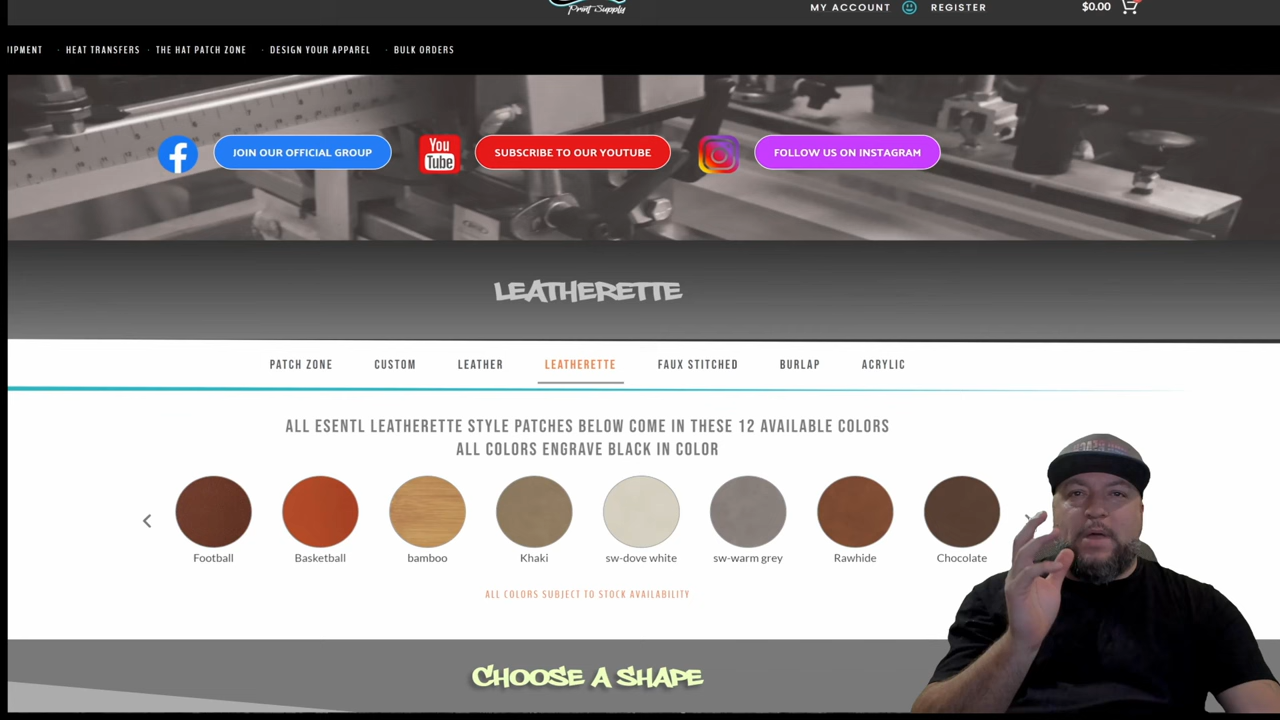 Print Supply
MY ACCOUNT REGISTER $0.00
UIPMENT · HEAT TRANSFERS · THE HAT PATCH ZONE · DESIGN YOUR APPAREL · BULK ORDERS
JOIN OUR OFFICIAL GROUP You Tube SUBSCRIBE TO OUR YOUTUBE FOLLOW US ON INSTAGRAM
LEATHERETTE
PATCH ZONE CUSTOM LEATHER LEATHERETTE FAUX STITCHED BURLAP ACRYLIC
ALL ESENTL LEATHERETTE STYLE PATCHES BELOW COME IN THESE 12 AVAILABLE COLORS
ALL COLORS ENGRAVE BLACK IN COLOR
Football Basketball bamboo Khaki sw-dove white sw-warm grey Rawhide Chocolate
ALL COLORS SUBJECT TO STOCK AVAILABILITY
CHOOSE A SHAPE